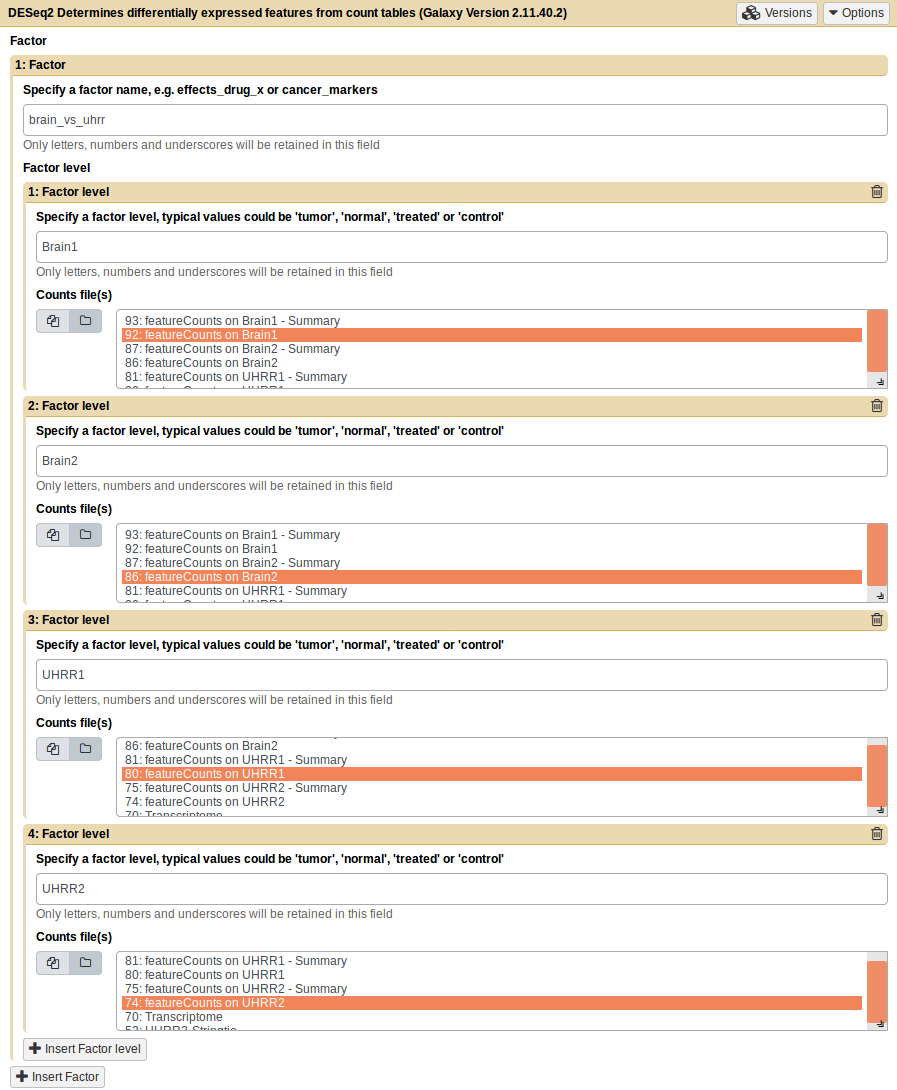 DESeq2 Determines differentially expressed features from count tables (Galaxy Version 2.11.40.2) Versions Options
Factor
1: Factor
Specify a factor name, e.g. effects_drug_x or cancer_markers
brain_vs_uhrr
Only letters, numbers and underscores will be retained in this field
Factor level
1: Factor level
Specify a factor level, typical values could be 'tumor', 'normal', 'treated' or 'control'
Brain1
Only letters, numbers and underscores will be retained in this field
Counts file(s)
93: featureCounts on Brain1 - Summary
92: featureCounts on Brain1
87: featureCounts on Brain2 - Summary
86: featureCounts on Brain2
81: featureCounts on UHRR1 - Summary
80: featureCounts on UHRR1
2: Factor level
Specify a factor level, typical values could be 'tumor', 'normal', 'treated' or 'control'
Brain2
Only letters, numbers and underscores will be retained in this field
Counts file(s)
93: featureCounts on Brain1 - Summary
92: featureCounts on Brain1
87: featureCounts on Brain2 - Summary
86: featureCounts on Brain2
81: featureCounts on UHRR1 - Summary
80: featureCounts on UHRR1
3: Factor level
Specify a factor level, typical values could be 'tumor', 'normal', 'treated' or 'control'
UHRR1
Only letters, numbers and underscores will be retained in this field
Counts file(s)
86: featureCounts on Brain2
81: featureCounts on UHRR1 - Summary
80: featureCounts on UHRR1
75: featureCounts on UHRR2 - Summary
74: featureCounts on UHRR2
70: Transcriptome
4: Factor level
Specify a factor level, typical values could be 'tumor', 'normal', 'treated' or 'control'
UHRR2
Only letters, numbers and underscores will be retained in this field
Counts file(s)
81: featureCounts on UHRR1 - Summary
80: featureCounts on UHRR1
75: featureCounts on UHRR2 - Summary
74: featureCounts on UHRR2
70: Transcriptome
Insert Factor level
Insert Factor